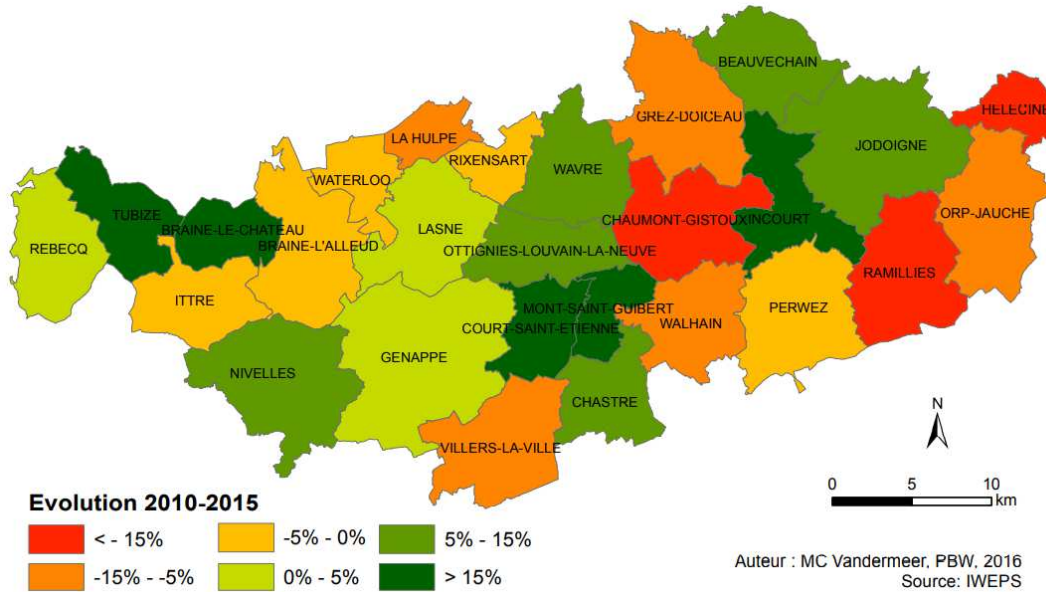 BEAUVECHAIN
HELECINE
GREZ-DOICEAU
LA HULPE
JODOIGNE
RIXENSART
WAVRE
WATERLOO
ORP-JAUCHE
TUBIZE
CHAUMONT-GISTOUX
INCOURT
BRAINE-LE-CHATEAU
LASNE
REBECQ
BRAINE-L'ALLEUD
OTTIGNIES-LOUVAIN-LA-NEUVE
RAMILLIES
ITTRE
MONT-SAINT-GUIBERT
PERWEZ
WALHAIN
COURT-SAINT-ETIENNE
GENAPPE
NIVELLES
CHASTRE
N
VILLERS-LA-VILLE
0 5 10
km
Evolution 2010-2015
< - 15% -5% - 0% 5% - 15%
-15% - -5% 0% - 5% > 15%
Auteur : MC Vandermeer, PBW, 2016
Source: IWEPS